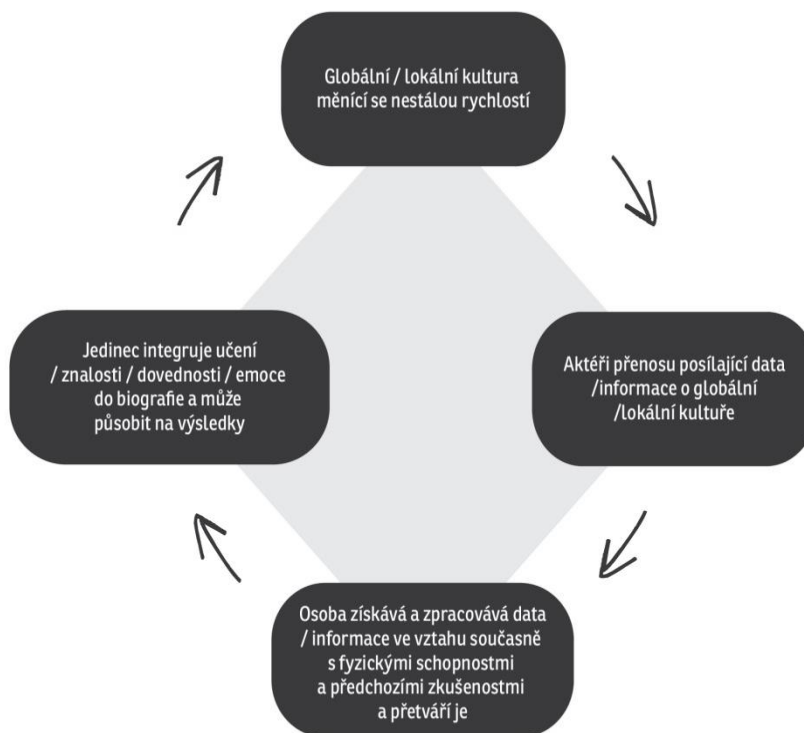 Globální / lokální kultura
měnící se nestálou rychlostí
Jedinec integruje učení
/ znalosti / dovednosti / emoce
do biografie a může
působit na výsledky
Aktéři přenosu posílající data
/informace o globální
/lokální kultuře
Osoba získává a zpracovává data
/ informace ve vztahu současně
s fyzickými schopnostmi
a předchozími zkušenostmi
a přetváří je